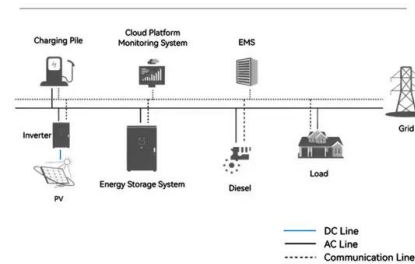 Charging Pile
Cloud Platform
Monitoring System
EMS
Grid
Inverter
PV
Energy Storage System
Diesel
Load
DC Line
AC Line
Communication Line